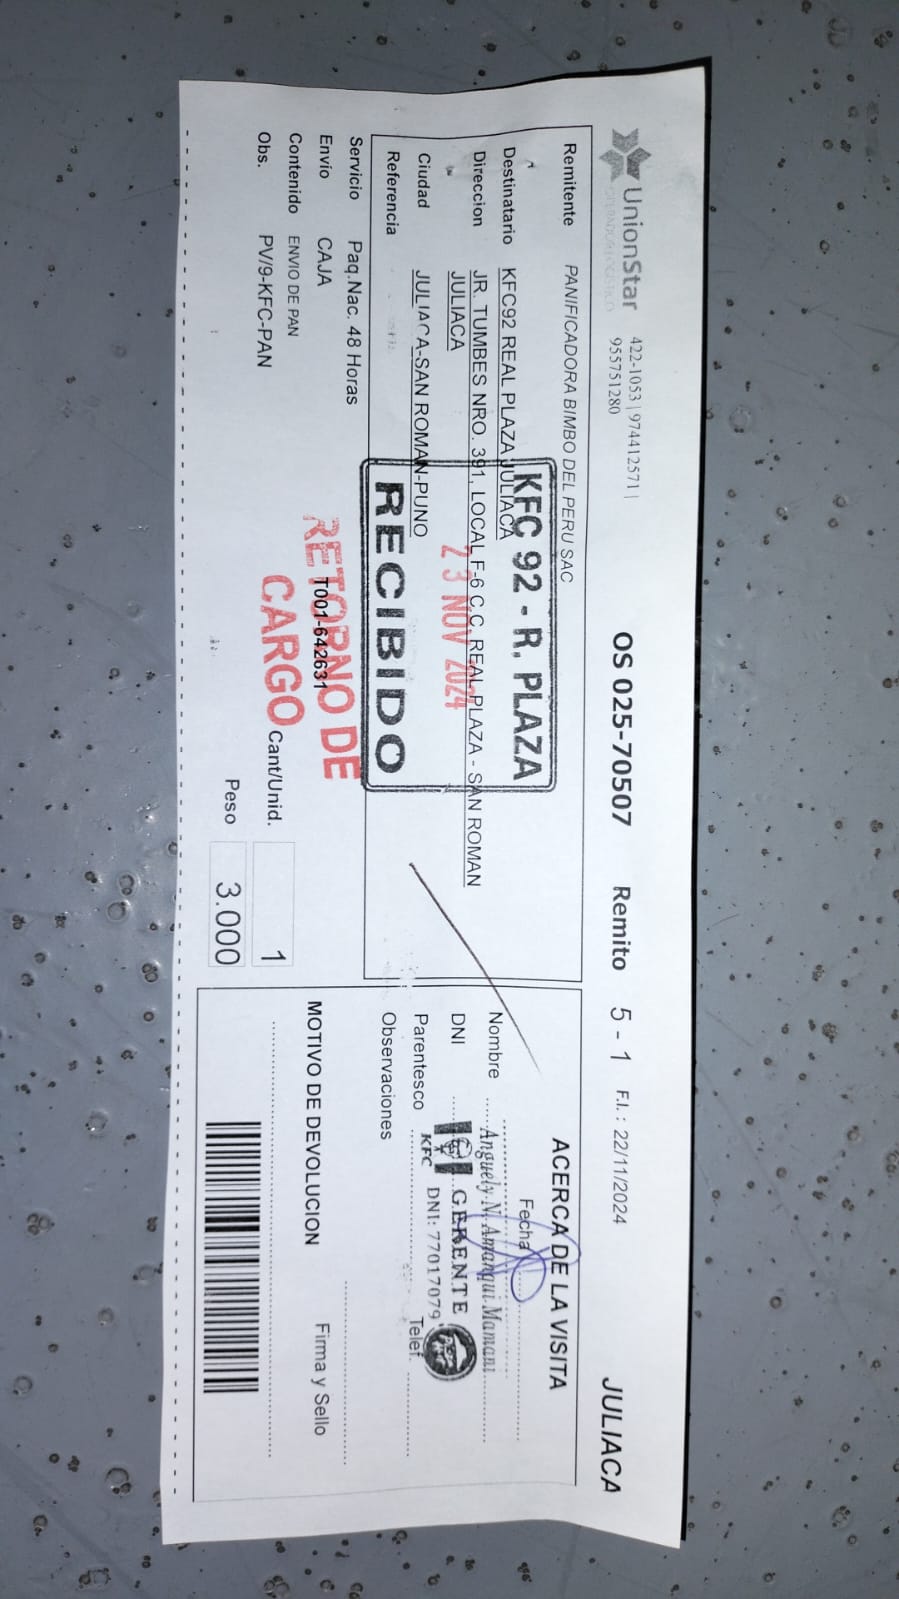 UnionStar
422-1053 | 974412571 |
955751280
OS 025-70507 Remito 5 - 1 F.I.: 22/11/2024 JULIACA
Remitente PANIFICADORA BIMBO DEL PERU SAC
Destinatario KFC92 REAL PLAZA JULIACA
Direccion JR. TUMBES NRO. 391, LOCAL F-6 C.C. REAL PLAZA - SAN ROMAN
JULIACA
Ciudad JULIACA-SAN ROMAN-PUNO
Referencia
KFC 92 - R. PLAZA
23 NOV 2024
RECIBIDO
Servicio Paq.Nac. 48 Horas
Envío CAJA
Contenido ENVIO DE PAN
Obs. PV/9-KFC-PAN
T001-642631
RETORNO DE
CARGO
Cant/Unid. 1
Peso 3.000
ACERCA DE LA VISITA
Fecha
Nombre
DNI
Parentesco
Telef.
Observaciones
Anguely N. Amanqui Mamani
GERENTE
KFC
DNI: 77017079
MOTIVO DE DEVOLUCION
Firma y Sello